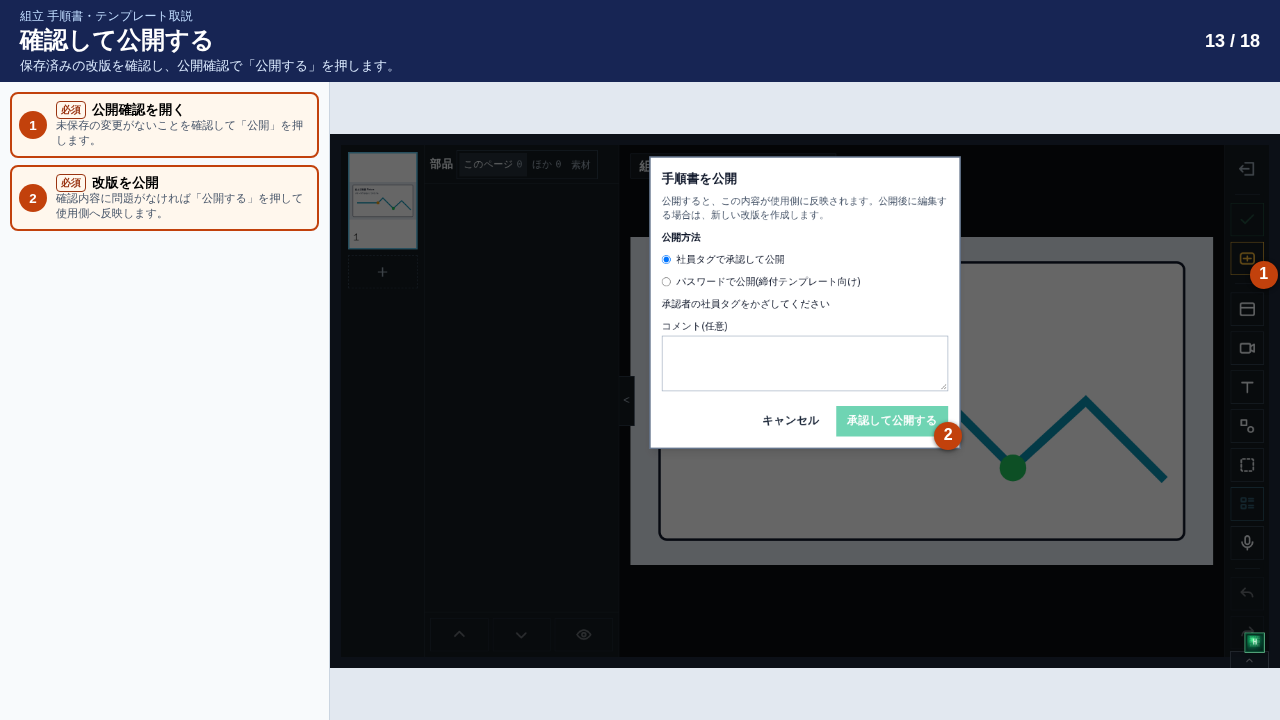 組立 手順書・テンプレート取説
確認して公開する
保存済みの改版を確認し、公開確認で「公開する」を押します。
13 / 18
1
必須 公開確認を開く
未保存の変更がないことを確認して「公開」を押
します。
2
必須 改版を公開
確認内容に問題がなければ「公開する」を押して
使用側へ反映します。
1
+
部品 このページ 0 ほか 0 素材
<
組
手順書を公開
公開すると、この内容が使用側に反映されます。公開後に編集す
る場合は、新しい改版を作成します。
公開方法
社員タグで承認して公開
パスワードで公開(締付テンプレート向け)
承認者の社員タグをかざしてください
コメント(任意)
キャンセル 承認して公開する
2
1